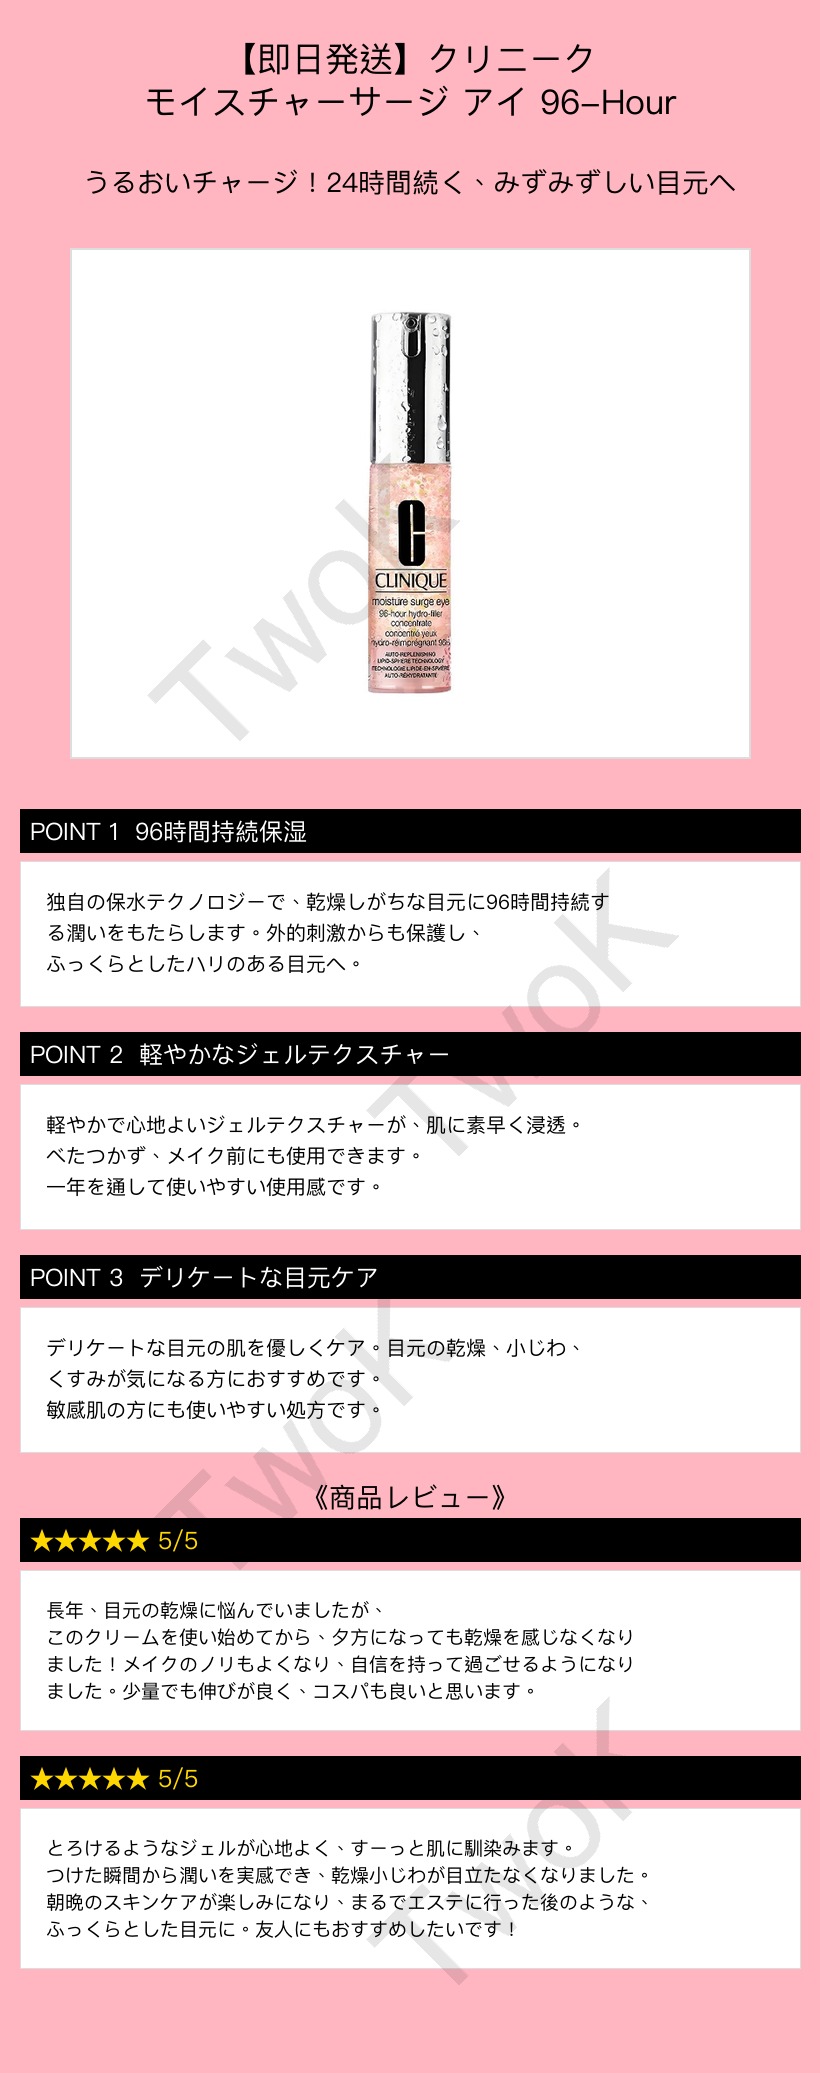 【即日発送】クリニーク
モイスチャーサージ アイ 96-Hour
うるおいチャージ！24時間続く、みずみずしい目元へ
CLINIQUE
moisture surge eye
96-hour hydro-filler
concentrate
concentré yeux
hydro-réimprégnant 96h
AUTO-REPLENISHING
LIPID-SPHERE TECHNOLOGY
TECHNOLOGIE LIPIDE-EN-SPHÈRE
AUTO-RÉHYDRATANTE
TwoK
POINT 1 96時間持続保湿
独自の保水テクノロジーで、乾燥しがちな目元に96時間持続す
る潤いをもたらします。外的刺激からも保護し、
ふっくらとしたハリのある目元へ。
TwoK
POINT 2 軽やかなジェルテクスチャー
軽やかで心地よいジェルテクスチャーが、肌に素早く浸透。
べたつかず、メイク前にも使用できます。
一年を通して使いやすい使用感です。
POINT 3 デリケートな目元ケア
デリケートな目元の肌を優しくケア。目元の乾燥、小じわ、
くすみが気になる方におすすめです。
敏感肌の方にも使いやすい処方です。
TwoK
《商品レビュー》
★★★★★ 5/5
長年、目元の乾燥に悩んでいましたが、
このクリームを使い始めてから、夕方になっても乾燥を感じなくなり
ました！メイクのノリもよくなり、自信を持って過ごせるようになり
ました。少量でも伸びが良く、コスパも良いと思います。
★★★★★ 5/5
とろけるようなジェルが心地よく、すーっと肌に馴染みます。
つけた瞬間から潤いを実感でき、乾燥小じわが目立たなくなりました。
朝晩のスキンケアが楽しみになり、まるでエステに行った後のような、
ふっくらとした目元に。友人にもおすすめしたいです！
TwoK